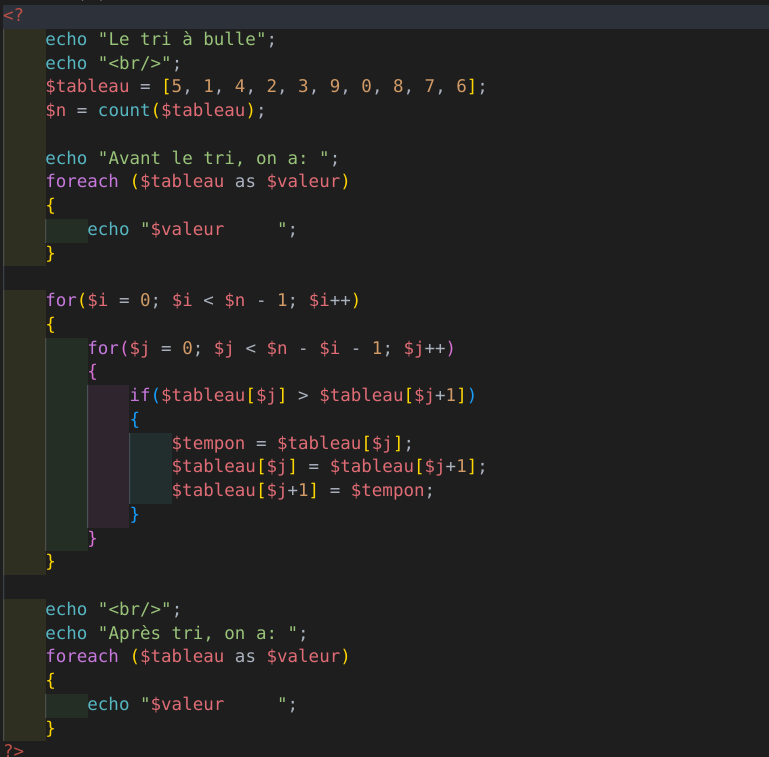 <?
    echo "Le tri à bulle";
    echo "<br/>";
    $tableau = [5, 1, 4, 2, 3, 9, 0, 8, 7, 6];
    $n = count($tableau);

    echo "Avant le tri, on a: ";
    foreach ($tableau as $valeur)
    {
        echo "$valeur     ";
    }

    for($i = 0; $i < $n - 1; $i++)
    {
        for($j = 0; $j < $n - $i - 1; $j++)
        {
            if($tableau[$j] > $tableau[$j+1])
            {
                $tempon = $tableau[$j];
                $tableau[$j] = $tableau[$j+1];
                $tableau[$j+1] = $tempon;
            }
        }
    }

    echo "<br/>";
    echo "Après tri, on a: ";
    foreach ($tableau as $valeur)
    {
        echo "$valeur     ";
    }
?>